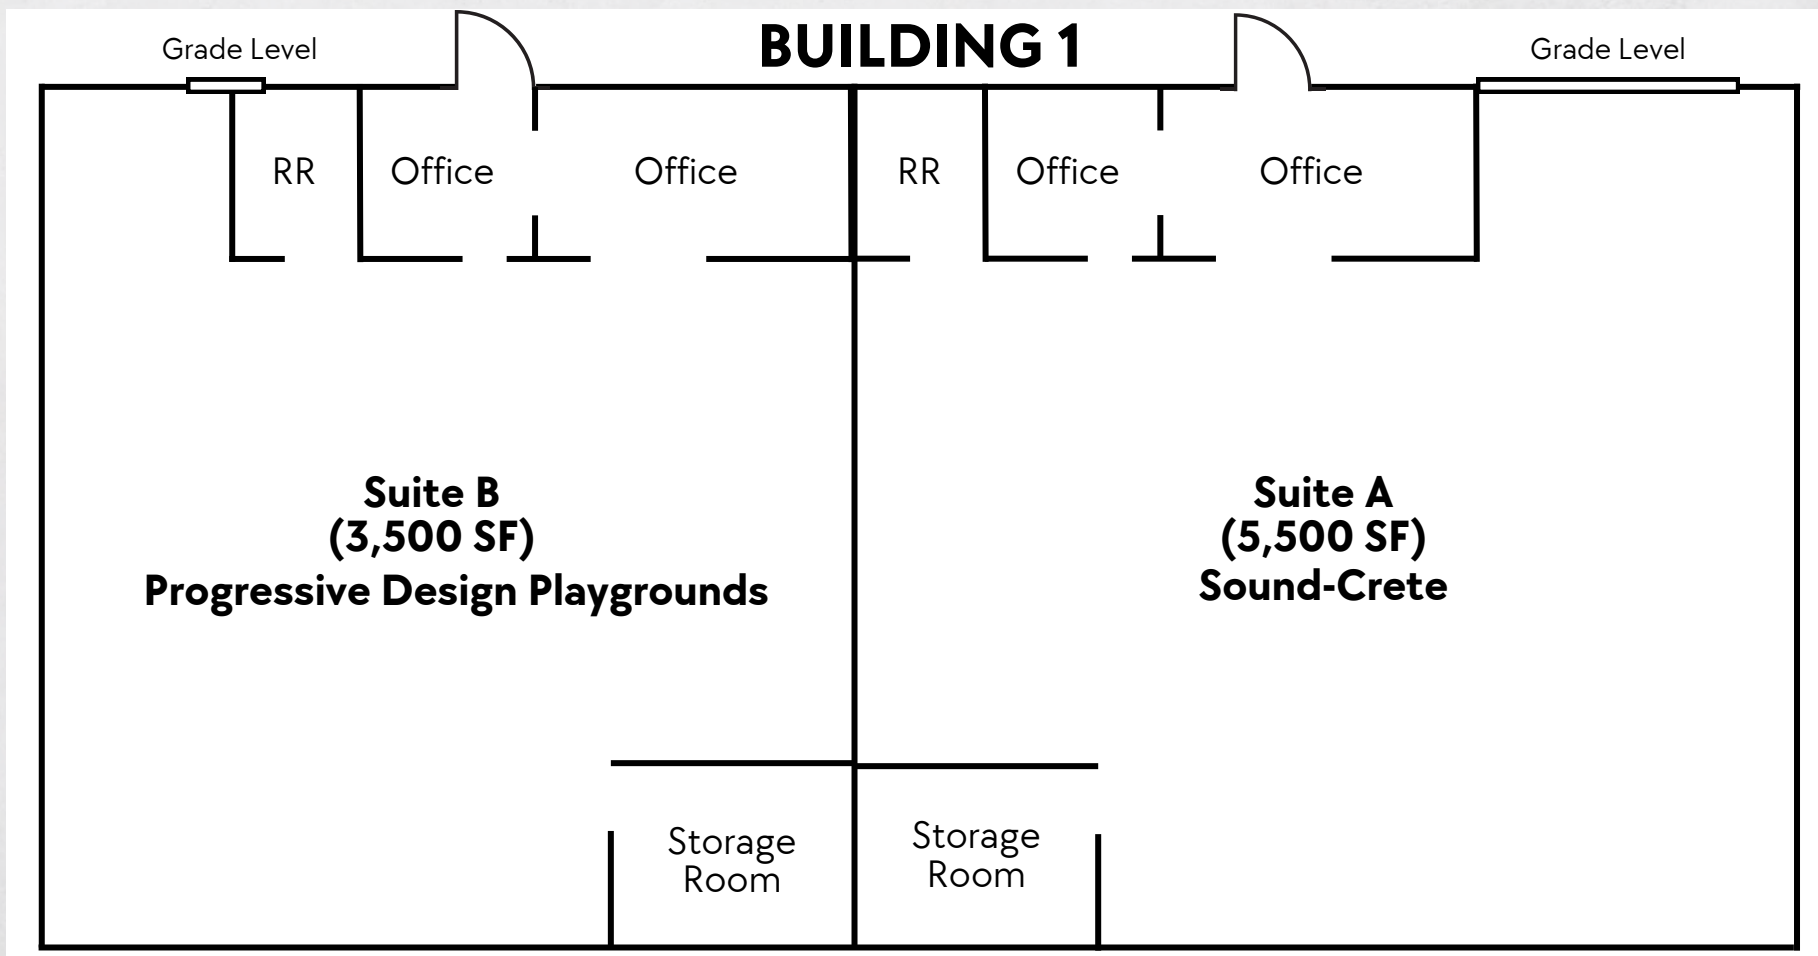 BUILDING 1
Grade Level
Grade Level
RR
Office
Office
RR
Office
Office
Suite B
(3,500 SF)
Progressive Design Playgrounds
Suite A
(5,500 SF)
Sound-Crete
Storage
Room
Storage
Room